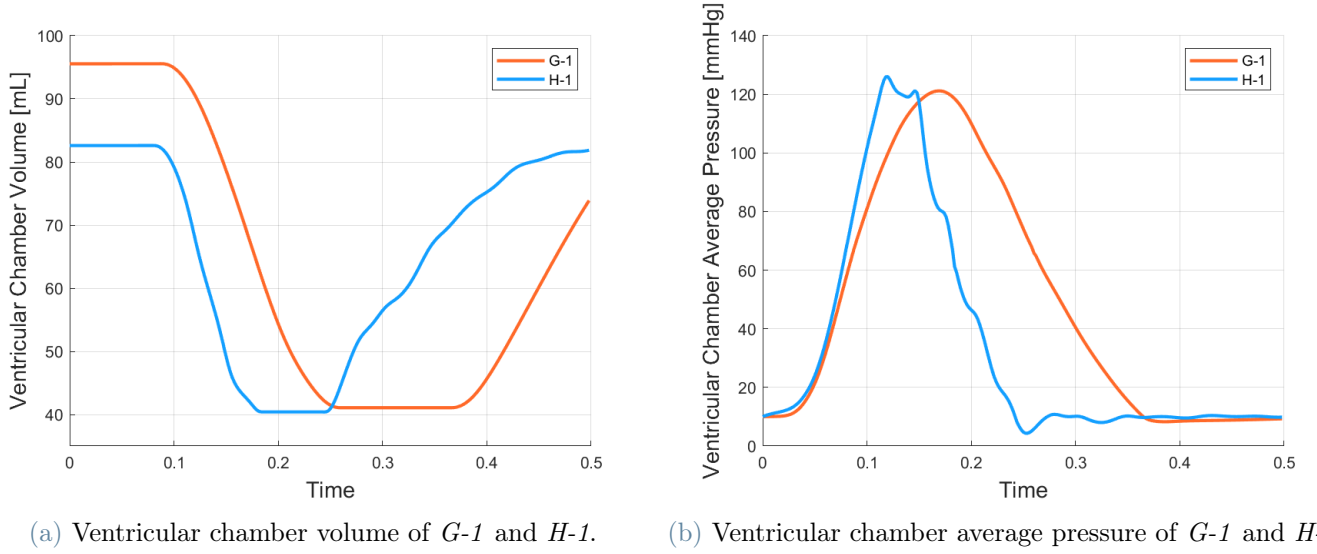 100
90
80
70
60
50
40
0
0.1
0.2
0.3
0.4
0.5
Ventricular Chamber Volume [mL]
Time
G-1
H-1
140
120
100
80
60
40
20
0
0
0.1
0.2
0.3
0.4
0.5
Ventricular Chamber Average Pressure [mmHg]
Time
G-1
H-1
(a) Ventricular chamber volume of G-1 and H-1.
(b) Ventricular chamber average pressure of G-1 and H-